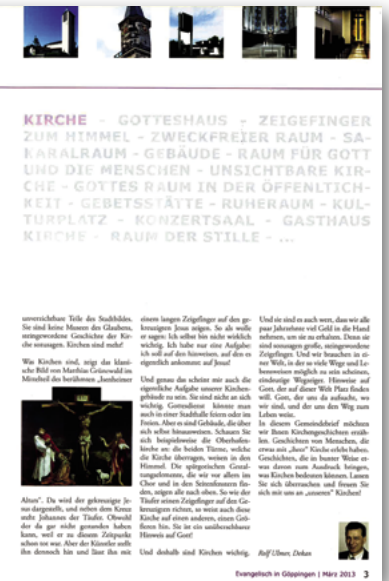 KIRCHE - GOTTESHAUS - ZEIGEFINGER
ZUM HIMMEL - ZWECKFREIER RAUM - SA-
KARALRAUM - GEBÄUDE - RAUM FÜR GOTT
UND DIE MENSCHEN - UNSICHTBARE KIR-
CHE - GOTTES RAUM IN DER ÖFFENTLICH-
KEIT - GEBETSSTÄTTE - RUHERAUM - KUL-
TURPLATZ - KONZERTSAAL - GASTHAUS
KIRCHE - RAUM DER STILLE - ...
unverzichtbare Teile des Stadtbildes.
Sie sind keine Museen des Glaubens,
steingewordene Geschichte der Kir-
che sozusagen. Kirchen sind mehr!
Was Kirchen sind, zeigt das klassi-
sche Bild von Matthias Grünewald im
Mittelteil des berühmten „Isenheimer
Altars“. Da wird der gekreuzigte Je-
sus dargestellt, und neben dem Kreuz
steht Johannes der Täufer. Obwohl
der da gar nicht gestanden haben
kann, weil er zu diesem Zeitpunkt
schon tot war. Aber der Künstler stellt
ihn dennoch hin und lässt ihn mit
einem langen Zeigefinger auf den ge-
kreuzigten Jesus zeigen. So als wolle
er sagen: Ich selbst bin nicht wirklich
wichtig. Ich habe nur eine Aufgabe:
ich soll auf den hinweisen, auf den es
eigentlich ankommt: auf Jesus!
Und genau das scheint mir auch die
eigentliche Aufgabe unserer Kirchen-
gebäude zu sein. Sie sind nicht an sich
wichtig. Gottesdienst könnte man
auch in einer Stadthalle feiern oder im
Freien. Aber es sind Gebäude, die über
sich selbst hinausweisen. Schauen Sie
sich beispielsweise die Oberhofen-
kirche an: die beiden Türme, welche
die Kirche überragen, weisen in den
Himmel. Die spitzgotischen Gestal-
tungselemente, die wir vor allem im
Chor und in den Seitenfenstern fin-
den, zeigen alle nach oben. So wie der
Täufer seinen Zeigefinger auf den Ge-
kreuzigten richtet, so weist auch diese
Kirche auf einen anderen, einen Grö-
ßeren hin. Sie ist ein unübersehbarer
Hinweis auf Gott!
Und deshalb sind Kirchen wichtig.
Und sie sind es auch wert, dass wir alle
paar Jahrzehnte viel Geld in die Hand
nehmen, um sie zu erhalten. Denn sie
sind sozusagen große, steingewordene
Zeigefinger. Und wir brauchen in ei-
ner Welt, in der so viele Wege und Le-
bensweisen möglich zu sein scheinen,
eindeutige Wegzeiger. Hinweise auf
Gott, der auf dieser Welt Platz finden
will. Gott, der uns da aufsucht, wo
wir sind, und der uns den Weg zum
Leben weist.
In diesem Gemeindebrief möchten
wir Ihnen Kirchengeschichten erzäh-
len. Geschichten von Menschen, die
etwas mit „ihrer“ Kirche erlebt haben.
Geschichten, die in bunter Weise et-
was davon zum Ausdruck bringen,
was Kirchen bedeuten können. Lassen
Sie sich überraschen und freuen Sie
sich mit uns an „unseren“ Kirchen!
Rolf Ulmer, Dekan
Evangelisch in Göppingen | März 2013 3